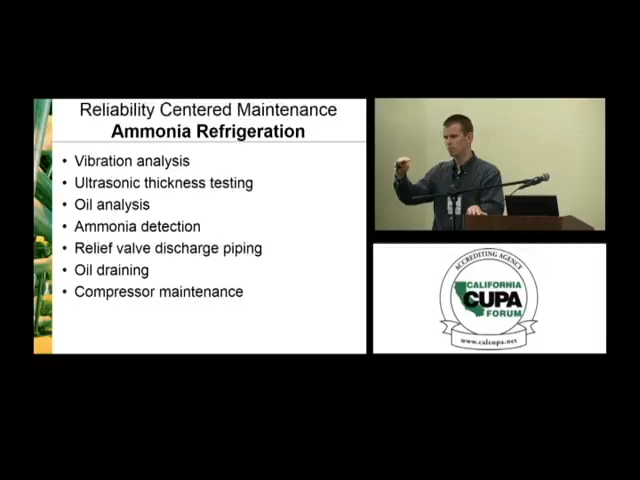 Reliability Centered Maintenance
Ammonia Refrigeration
• Vibration analysis
• Ultrasonic thickness testing
• Oil analysis
• Ammonia detection
• Relief valve discharge piping
• Oil draining
• Compressor maintenance
ACCREDITING AGENCY
CALIFORNIA
CUPA
FORUM
www.calcupa.net